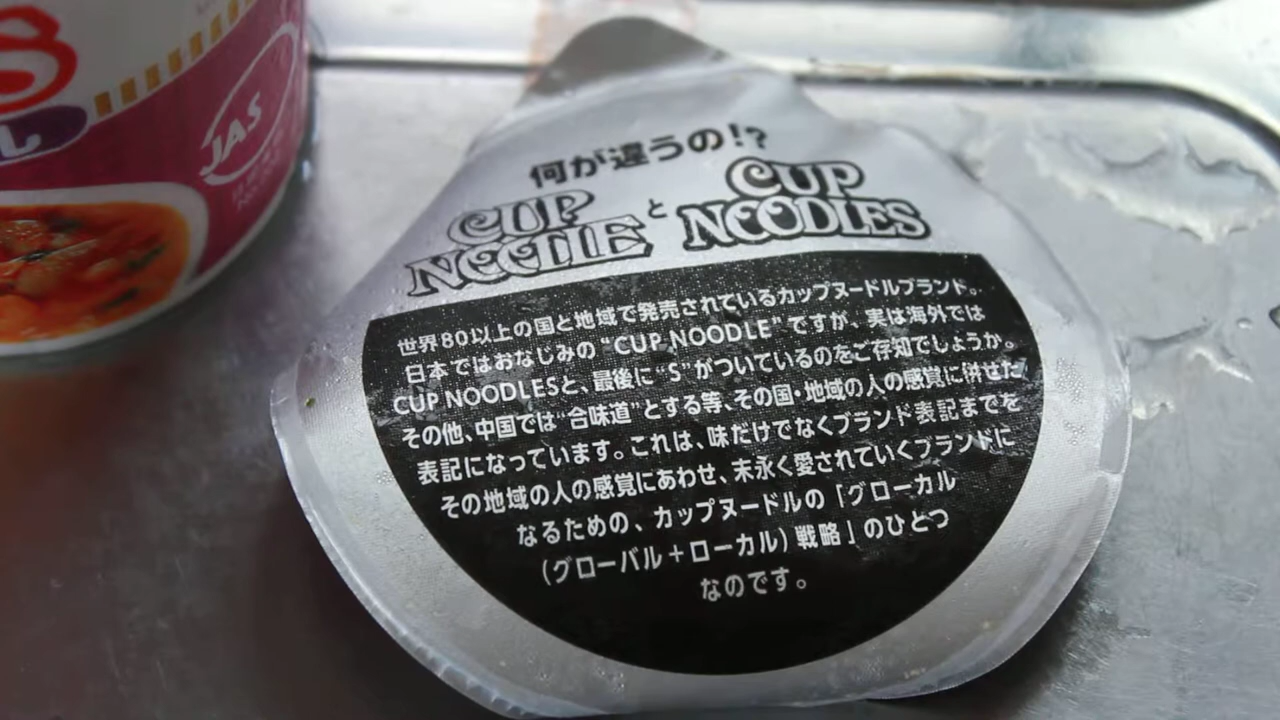 S
し
JAS
何が違うの!?
CUP NOODLE と CUP NOODLES
世界80以上の国と地域で発売されているカップヌードルブランド。
日本ではおなじみの“CUP NOODLE”ですが、実は海外では
CUP NOODLESと、最後に“S”がついているのをご存知でしょうか。
その他、中国では“合味道”とする等、その国・地域の人の感覚に併せた
表記になっています。これは、味だけでなくブランド表記までを
その地域の人の感覚にあわせ、末永く愛されていくブランドに
なるための、カップヌードルの「グローカル
(グローバル+ローカル)戦略」のひとつ
なのです。